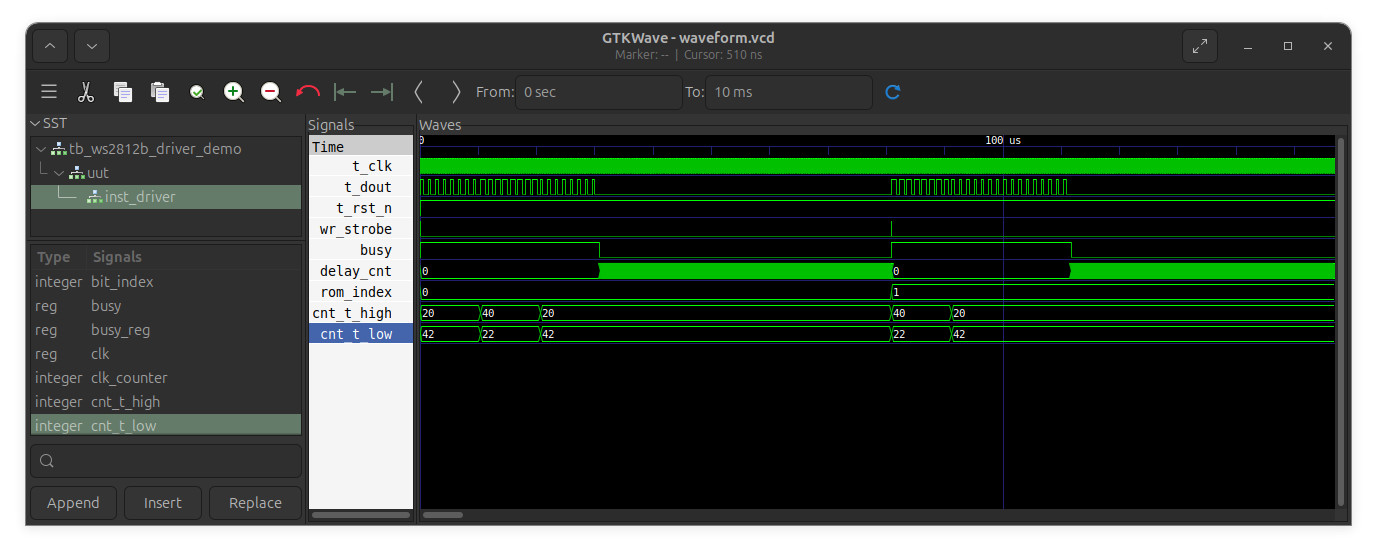 GTKWave - waveform.vcd
Marker: -- | Cursor: 510 ns
From: 0 sec To: 10 ms
SST
tb_ws2812b_driver_demo
uut
inst_driver
Type Signals
integer bit_index
reg busy
reg busy_reg
reg clk
integer clk_counter
integer cnt_t_high
integer cnt_t_low
Append Insert Replace
Signals
Time
t_clk
t_dout
t_rst_n
wr_strobe
busy
delay_cnt
rom_index
cnt_t_high
cnt_t_low
Waves
0 100 us
0 0
0 1
20 40 20 40 20
42 22 42 22 42